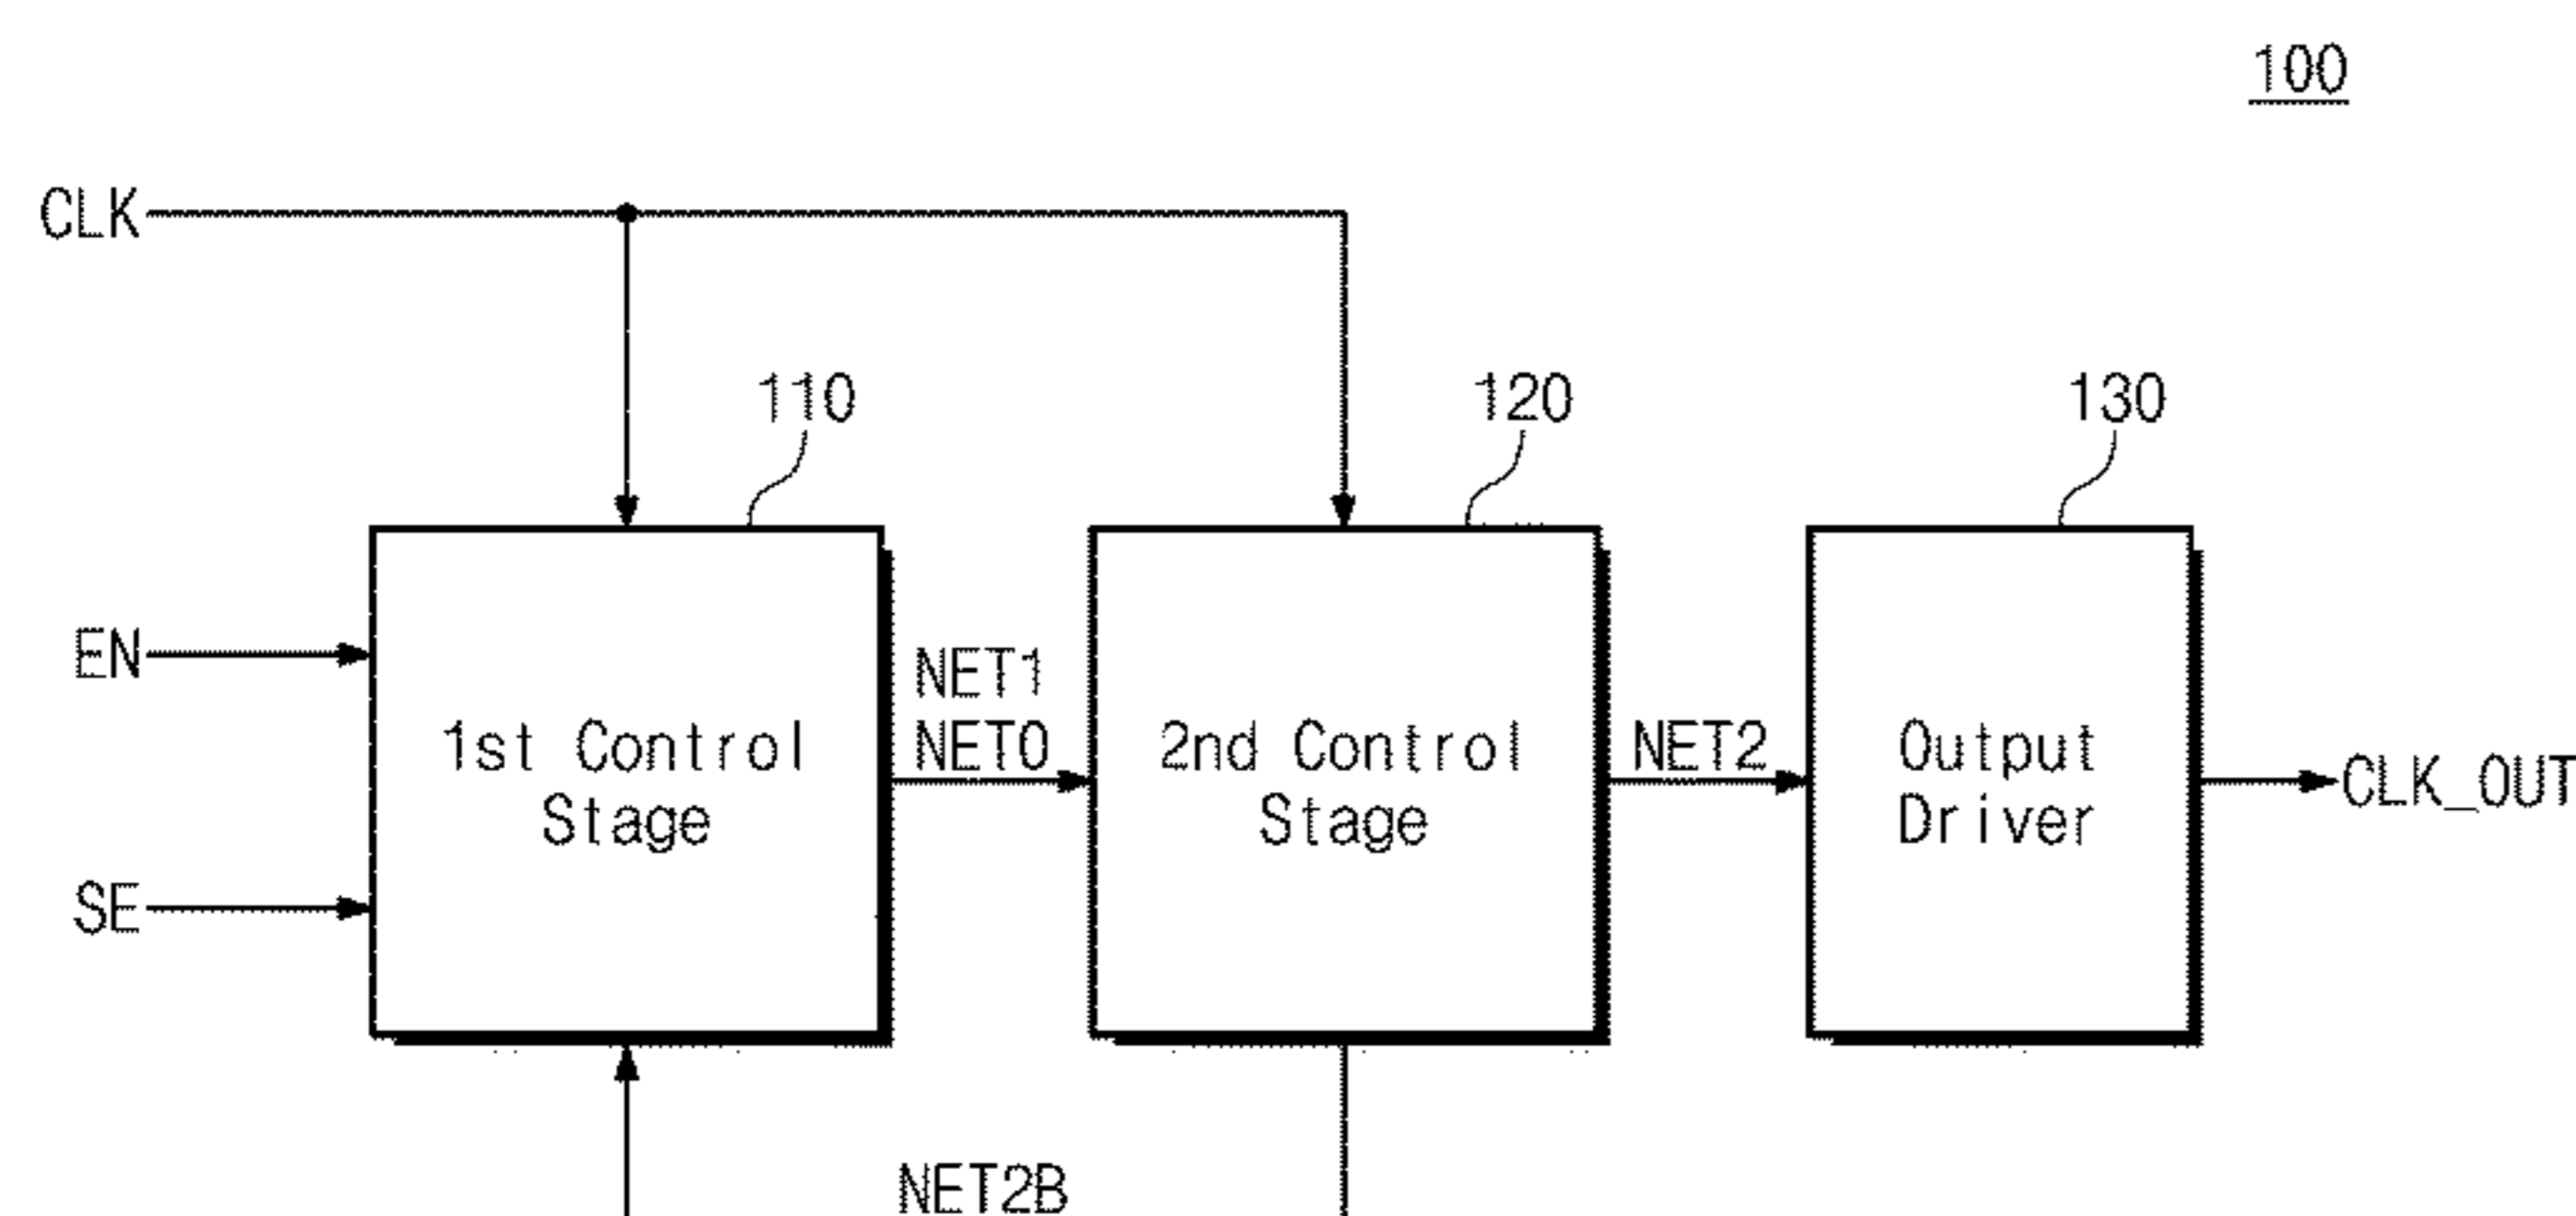 100
CLK
110
120
130
EN
NET1
NET0
1st Control
Stage
2nd Control
Stage
NET2
Output
Driver
CLK_OUT
SE
NET2B